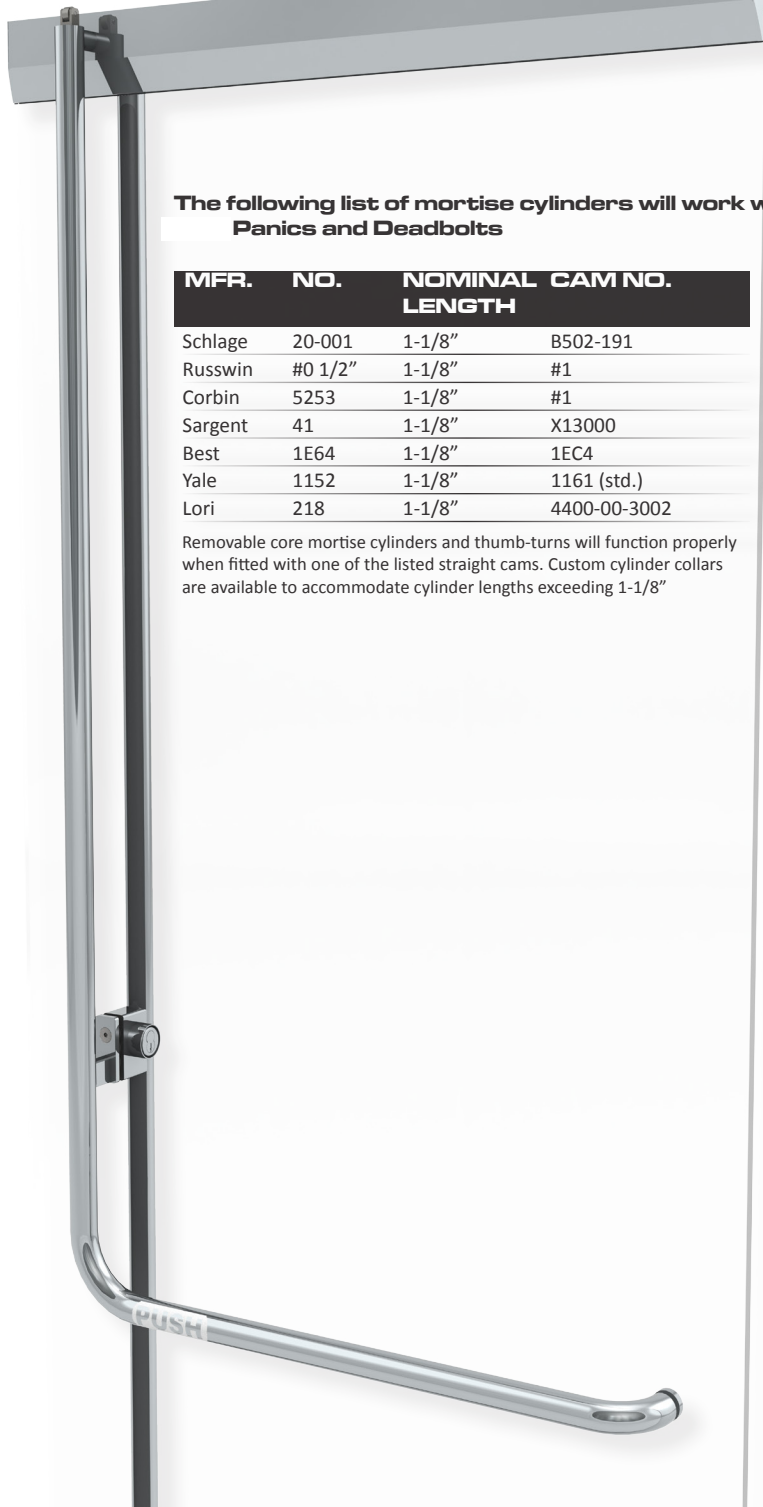 The following list of mortise cylinders will work
Panics and Deadbolts
MFR. NO. NOMINAL CAM NO.
LENGTH
Schlage 20-001 1-1/8” B502-191
Russwin #0 1/2” 1-1/8” #1
Corbin 5253 1-1/8” #1
Sargent 41 1-1/8” X13000
Best 1E64 1-1/8” 1EC4
Yale 1152 1-1/8” 1161 (std.)
Lori 218 1-1/8” 4400-00-3002
Removable core mortise cylinders and thumb-turns will function properly
when fitted with one of the listed straight cams. Custom cylinder collars
are available to accommodate cylinder lengths exceeding 1-1/8”
PUSH